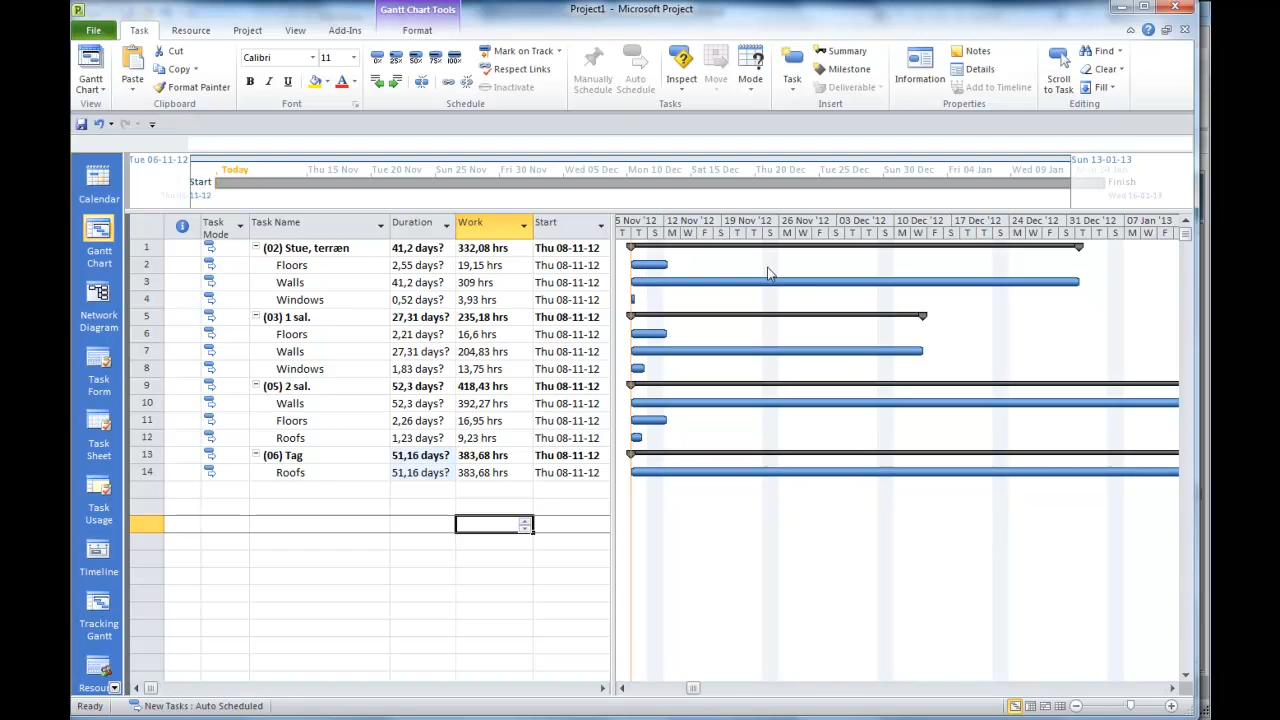 Project1 - Microsoft Project
Gantt Chart Tools
File Task Resource Project View Add-Ins Format
Gantt Chart
View
Paste
Cut
Copy
Format Painter
Clipboard
Calibri 11
B I U A
Font
0% 25% 50% 75% 100%
Mark on Track
Respect Links
Inactivate
Schedule
Manually Schedule
Auto Schedule
Inspect
Move
Mode
Tasks
Task
Summary
Milestone
Deliverable
Insert
Information
Notes
Details
Add to Timeline
Properties
Scroll to Task
Find
Clear
Fill
Editing
Tue 06-11-12 Sun 13-01-13
Today Thu 15 Nov Tue 20 Nov Sun 25 Nov Fri 30 Nov Wed 05 Dec Mon 10 Dec Sat 15 Dec Thu 20 Dec Tue 25 Dec Sun 30 Dec Fri 04 Jan Wed 09 Jan
Start Finish
Wed 16-01-13
Calendar
Gantt Chart
Network Diagram
Task Form
Task Sheet
Task Usage
Timeline
Tracking Gantt
Resou
Task Mode Task Name Duration Work Start
5 Nov '12 12 Nov '12 19 Nov '12 26 Nov '12 03 Dec '12 10 Dec '12 17 Dec '12 24 Dec '12 31 Dec '12 07 Jan '13
T T S M W F S T T S M W F S T T S M W F S T T S M W F S T T S M W F
1 (02) Stue, terræn 41,2 days? 332,08 hrs Thu 08-11-12
2 Floors 2,55 days? 19,15 hrs Thu 08-11-12
3 Walls 41,2 days? 309 hrs Thu 08-11-12
4 Windows 0,52 days? 3,93 hrs Thu 08-11-12
5 (03) 1 sal. 27,31 days? 235,18 hrs Thu 08-11-12
6 Floors 2,21 days? 16,6 hrs Thu 08-11-12
7 Walls 27,31 days? 204,83 hrs Thu 08-11-12
8 Windows 1,83 days? 13,75 hrs Thu 08-11-12
9 (05) 2 sal. 52,3 days? 418,43 hrs Thu 08-11-12
10 Walls 52,3 days? 392,27 hrs Thu 08-11-12
11 Floors 2,26 days? 16,95 hrs Thu 08-11-12
12 Roofs 1,23 days? 9,23 hrs Thu 08-11-12
13 (06) Tag 51,16 days? 383,68 hrs Thu 08-11-12
14 Roofs 51,16 days? 383,68 hrs Thu 08-11-12
Ready New Tasks : Auto Scheduled